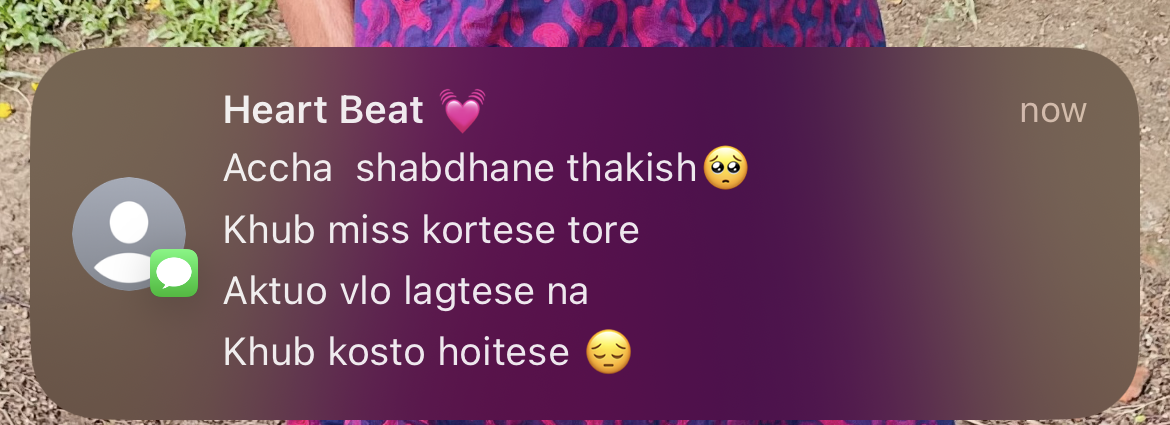 Heart Beat 💓
now
Accha  shabdhane thakish🥺
Khub miss kortese tore
Aktuo vlo lagtese na
Khub kosto hoitese 😔